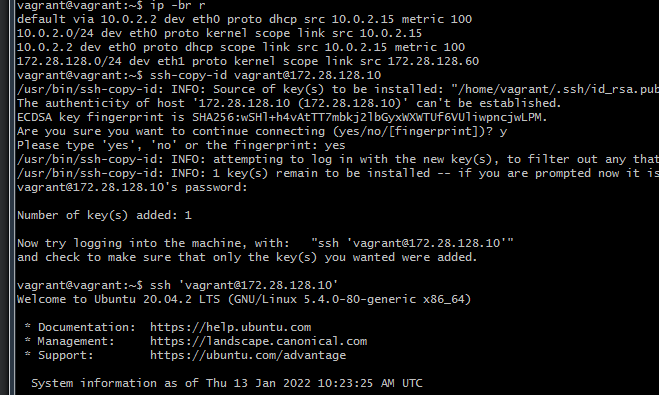 vagrant@vagrant:~$ ip -br r
default via 10.0.2.2 dev eth0 proto dhcp src 10.0.2.15 metric 100
10.0.2.0/24 dev eth0 proto kernel scope link src 10.0.2.15
10.0.2.2 dev eth0 proto dhcp scope link src 10.0.2.15 metric 100
172.28.128.0/24 dev eth1 proto kernel scope link src 172.28.128.60
vagrant@vagrant:~$ ssh-copy-id vagrant@172.28.128.10
/usr/bin/ssh-copy-id: INFO: Source of key(s) to be installed: "/home/vagrant/.ssh/id_rsa.pub
The authenticity of host '172.28.128.10 (172.28.128.10)' can't be established.
ECDSA key fingerprint is SHA256:wSHl+h4vAtTT7mbkj2lbGyxWXWTUf6VUliwpncjwLPM.
Are you sure you want to continue connecting (yes/no/[fingerprint])? y
Please type 'yes', 'no' or the fingerprint: yes
/usr/bin/ssh-copy-id: INFO: attempting to log in with the new key(s), to filter out any that
/usr/bin/ssh-copy-id: INFO: 1 key(s) remain to be installed -- if you are prompted now it is
vagrant@172.28.128.10's password:
Number of key(s) added: 1
Now try logging into the machine, with:   "ssh 'vagrant@172.28.128.10'"
and check to make sure that only the key(s) you wanted were added.
vagrant@vagrant:~$ ssh 'vagrant@172.28.128.10'
Welcome to Ubuntu 20.04.2 LTS (GNU/Linux 5.4.0-80-generic x86_64)
* Documentation:  https://help.ubuntu.com
* Management:     https://landscape.canonical.com
* Support:        https://ubuntu.com/advantage
System information as of Thu 13 Jan 2022 10:23:25 AM UTC